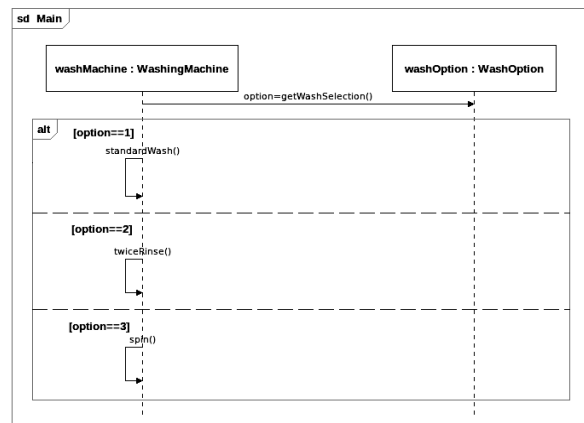 sd Main
washMachine : WashingMachine
washOption : WashOption
option=getWashSelection()
alt
[option==1]
standardWash()
[option==2]
twiceRinse()
[option==3]
spin()